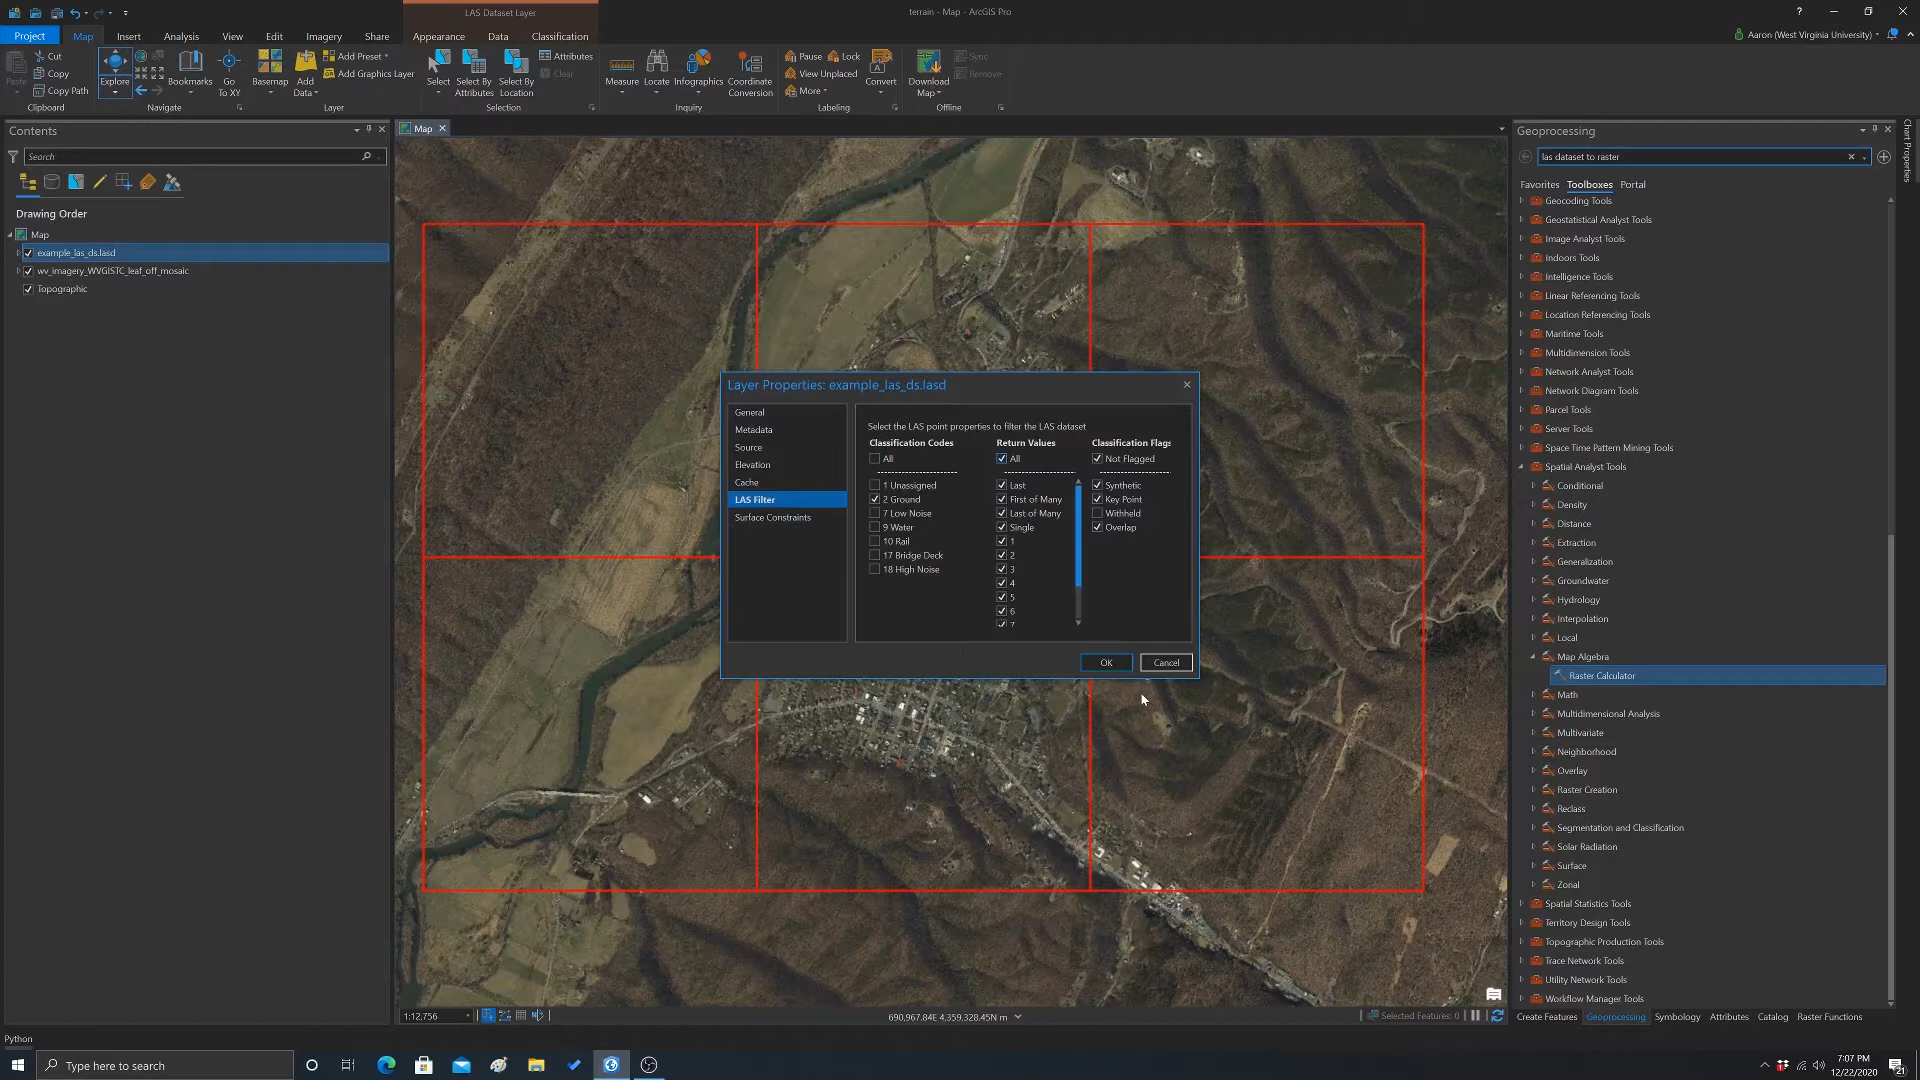 LAS Dataset Layer
terrain - Map - ArcGIS Pro
Project
Map
Insert
Analysis
View
Edit
Imagery
Share
Appearance
Data
Classification
Aaron (West Virginia University)
Paste
Cut
Copy
Copy Path
Clipboard
Explore
Bookmarks
Go To XY
Navigate
Basemap
Add Data
Add Preset
Add Graphics Layer
Layer
Select
Select By Attributes
Select By Location
Attributes
Clear
Selection
Measure
Locate
Infographics
Coordinate Conversion
Inquiry
Pause
Lock
View Unplaced
More
Convert
Labeling
Download Map
Sync
Remove
Offline
Contents
Search
Drawing Order
Map
example_las_ds.lasd
wv_imagery_WVGISTC_leaf_off_mosaic
Topographic
Map
Layer Properties: example_las_ds.lasd
General
Metadata
Source
Elevation
Cache
LAS Filter
Surface Constraints
Select the LAS point properties to filter the LAS dataset
Classification Codes
All
1 Unassigned
2 Ground
7 Low Noise
9 Water
10 Rail
17 Bridge Deck
18 High Noise
Return Values
All
Last
First of Many
Last of Many
Single
1
2
3
4
5
6
7
Classification Flags
Not Flagged
Synthetic
Key Point
Withheld
Overlap
OK
Cancel
1:12,756
690,967.84E 4,359,328.45N m
Selected Features: 0
Geoprocessing
las dataset to raster
Favorites
Toolboxes
Portal
Geocoding Tools
Geostatistical Analyst Tools
Image Analyst Tools
Indoors Tools
Intelligence Tools
Linear Referencing Tools
Location Referencing Tools
Maritime Tools
Multidimension Tools
Network Analyst Tools
Network Diagram Tools
Parcel Tools
Server Tools
Space Time Pattern Mining Tools
Spatial Analyst Tools
Conditional
Density
Distance
Extraction
Generalization
Groundwater
Hydrology
Interpolation
Local
Map Algebra
Raster Calculator
Math
Multidimensional Analysis
Multivariate
Neighborhood
Overlay
Raster Creation
Reclass
Segmentation and Classification
Solar Radiation
Surface
Zonal
Spatial Statistics Tools
Territory Design Tools
Topographic Production Tools
Trace Network Tools
Utility Network Tools
Workflow Manager Tools
Create Features
Geoprocessing
Symbology
Attributes
Catalog
Raster Functions
Chart Properties
Python
Type here to search
7:07 PM
12/22/2020
21